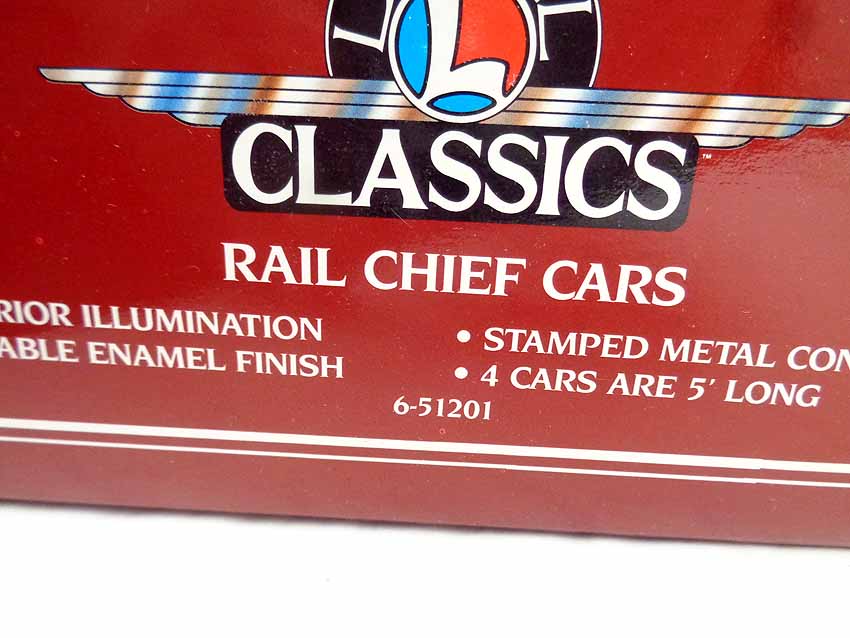 L L L
CLASSICS ™
RAIL CHIEF CARS
RIOR ILLUMINATION
ABLE ENAMEL FINISH
• STAMPED METAL CON
• 4 CARS ARE 5' LONG
6-51201